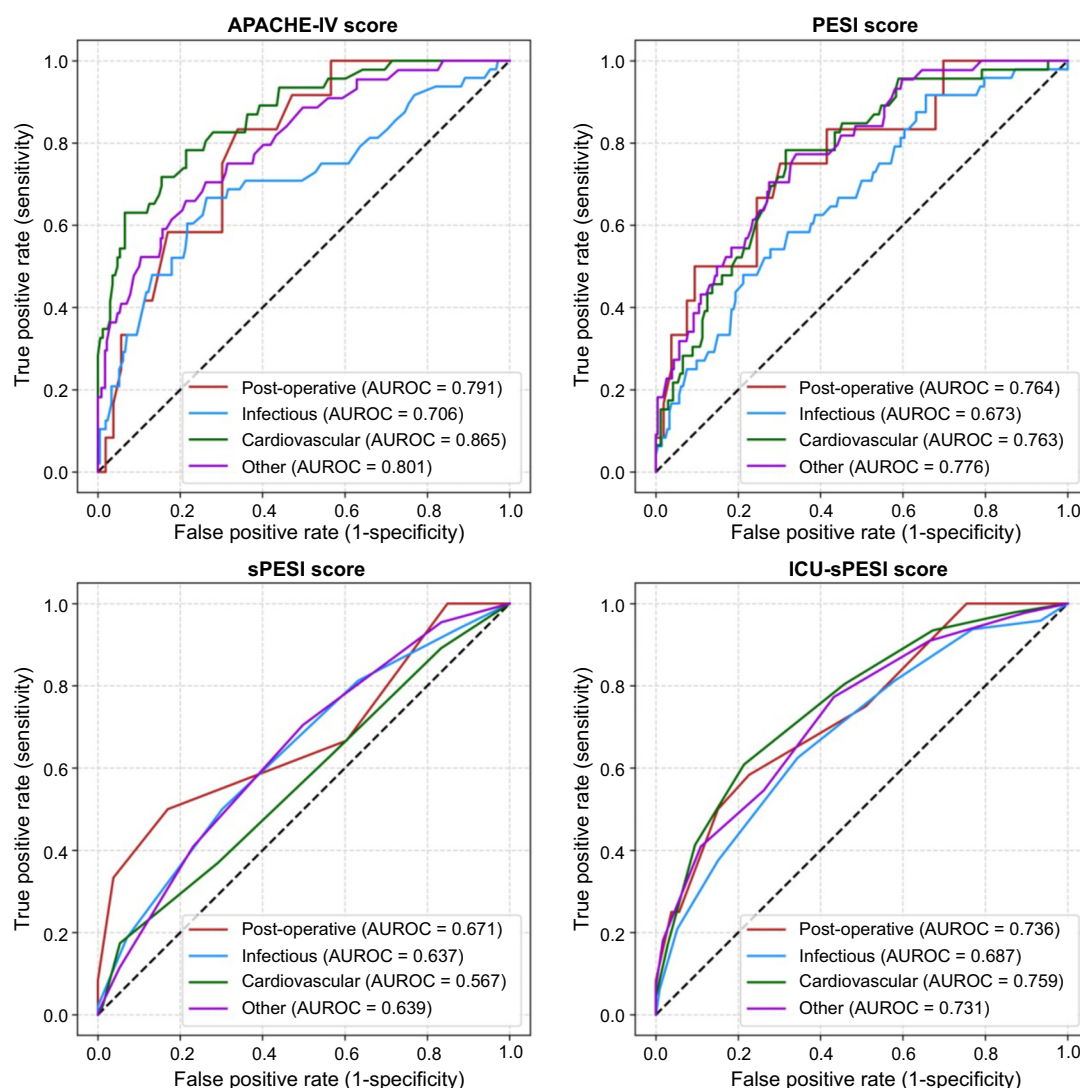 APACHE-IV score
True positive rate (sensitivity)
1.0
0.8
0.6
0.4
0.2
0.0
Post-operative (AUROC = 0.791)
Infectious (AUROC = 0.706)
Cardiovascular (AUROC = 0.865)
Other (AUROC = 0.801)
0.0 0.2 0.4 0.6 0.8 1.0
False positive rate (1-specificity)
PESI score
True positive rate (sensitivity)
1.0
0.8
0.6
0.4
0.2
0.0
Post-operative (AUROC = 0.764)
Infectious (AUROC = 0.673)
Cardiovascular (AUROC = 0.763)
Other (AUROC = 0.776)
0.0 0.2 0.4 0.6 0.8 1.0
False positive rate (1-specificity)
sPESI score
True positive rate (sensitivity)
1.0
0.8
0.6
0.4
0.2
0.0
Post-operative (AUROC = 0.671)
Infectious (AUROC = 0.637)
Cardiovascular (AUROC = 0.567)
Other (AUROC = 0.639)
0.0 0.2 0.4 0.6 0.8 1.0
False positive rate (1-specificity)
ICU-sPESI score
True positive rate (sensitivity)
1.0
0.8
0.6
0.4
0.2
0.0
Post-operative (AUROC = 0.736)
Infectious (AUROC = 0.687)
Cardiovascular (AUROC = 0.759)
Other (AUROC = 0.731)
0.0 0.2 0.4 0.6 0.8 1.0
False positive rate (1-specificity)